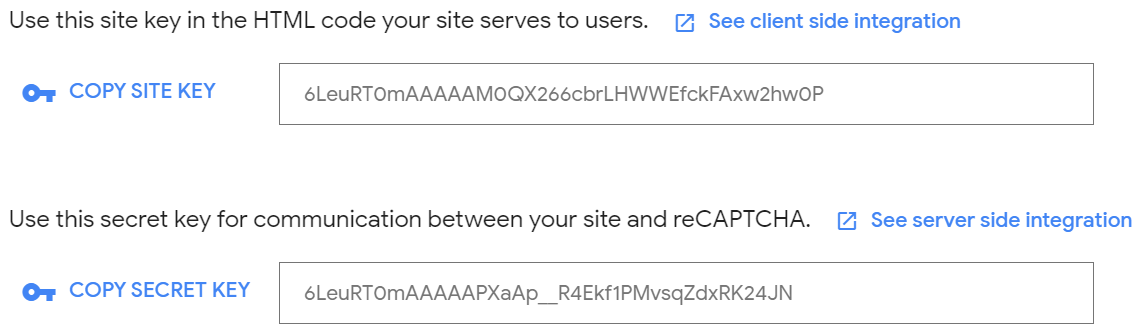 Use this site key in the HTML code your site serves to users. See client side integration
COPY SITE KEY 6LeuRT0mAAAAAM0QX266cbrLHWWEfckFAxw2hw0P
Use this secret key for communication between your site and reCAPTCHA. See server side integration
COPY SECRET KEY 6LeuRT0mAAAAAPXaAp__R4Ekf1PMvsqZdxRK24JN